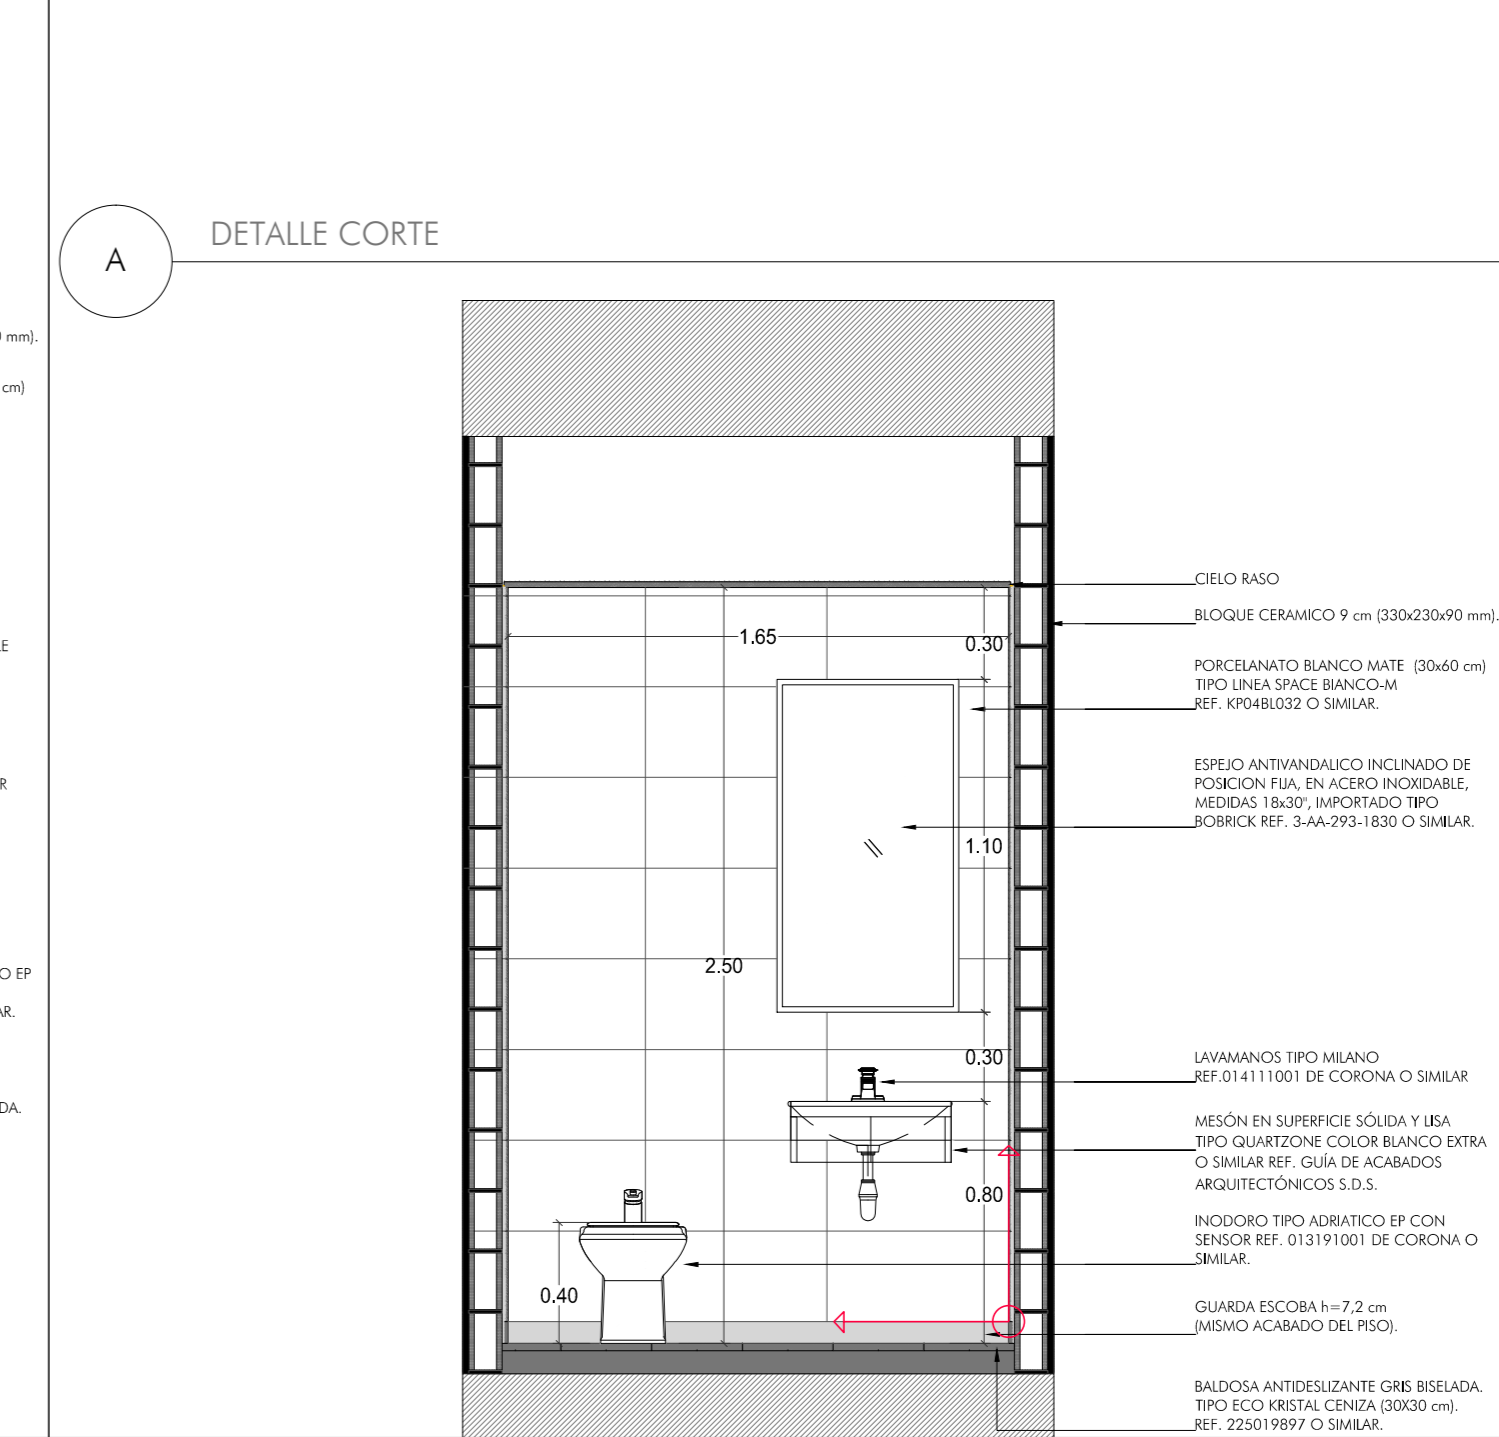 DETALLE CORTE
A
mm).
cm)
CIELO RASO
BLOQUE CERAMICO 9 cm (330x230x90 mm).
1.65
0.30
PORCELANATO BLANCO MATE (30x60 cm)
TIPO LINEA SPACE BIANCO-M
REF. KP04BL032 O SIMILAR.
ESPEJO ANTIVANDALICO INCLINADO DE
POSICION FIJA, EN ACERO INOXIDABLE,
MEDIDAS 18x30", IMPORTADO TIPO
BOBRICK REF. 3-AA-293-1830 O SIMILAR.
1.10
2.50
O EP
AR.
0.30
LAVAMANOS TIPO MILANO
REF.014111001 DE CORONA O SIMILAR
DA.
MESÓN EN SUPERFICIE SÓLIDA Y LISA
TIPO QUARTZONE COLOR BLANCO EXTRA
O SIMILAR REF. GUÍA DE ACABADOS
ARQUITECTÓNICOS S.D.S.
0.80
INODORO TIPO ADRIATICO EP CON
SENSOR REF. 013191001 DE CORONA O
SIMILAR.
0.40
GUARDA ESCOBA h=7,2 cm
(MISMO ACABADO DEL PISO).
BALDOSA ANTIDESLIZANTE GRIS BISELADA.
TIPO ECO KRISTAL CENIZA (30X30 cm).
REF. 225019897 O SIMILAR.